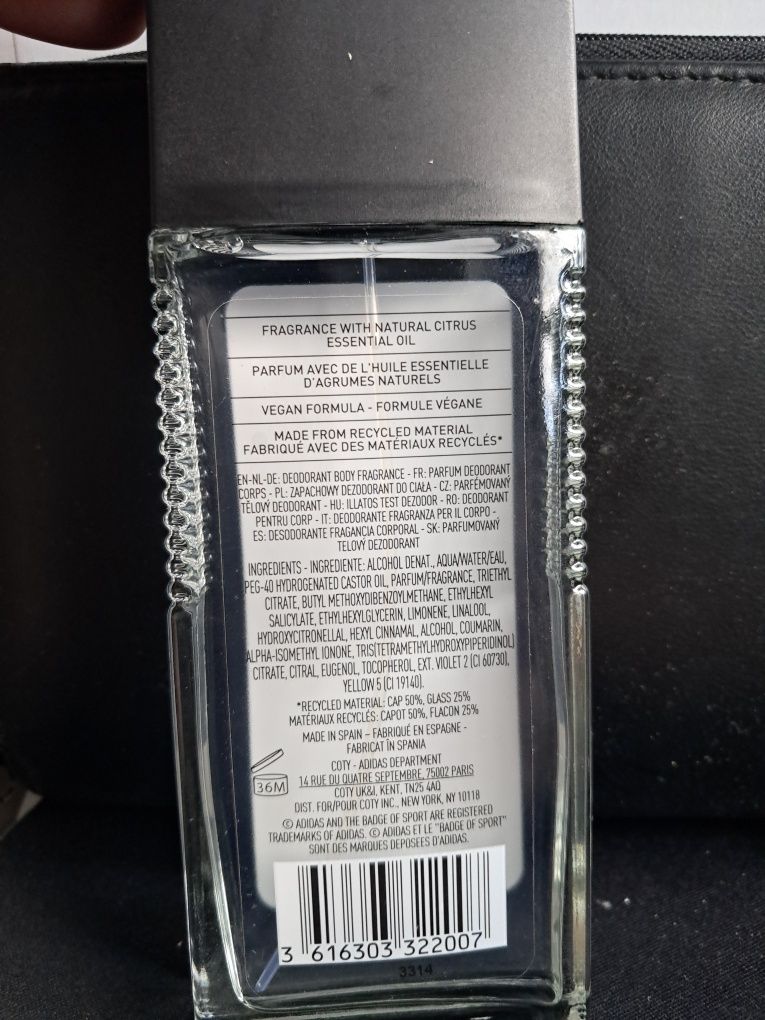 FRAGRANCE WITH NATURAL CITRUS
ESSENTIAL OIL
PARFUM AVEC DE L'HUILE ESSENTIELLE
D'AGRUMES NATURELS
VEGAN FORMULA - FORMULE VÉGANE
MADE FROM RECYCLED MATERIAL
FABRIQUÉ AVEC DES MATÉRIAUX RECYCLÉS*
EN-NL-DE: DEODORANT BODY FRAGRANCE - FR: PARFUM DEODORANT
CORPS - PL: ZAPACHOWY DEZODORANT DO CIAŁA - CZ: PARFÉMOVANÝ
TĚLOVÝ DEODORANT - HU: ILLATOS TEST DEZODOR - RO: DEODORANT
PENTRU CORP - IT: DEODORANTE FRAGRANZA PER IL CORPO -
ES: DESODORANTE FRAGANCIA CORPORAL - SK: PARFUMOVANÝ
TELOVÝ DEZODORANT
INGREDIENTS - INGREDIENTE: ALCOHOL DENAT., AQUA/WATER/EAU,
PEG-40 HYDROGENATED CASTOR OIL, PARFUM/FRAGRANCE, TRIETHYL
CITRATE, BUTYL METHOXYDIBENZOYLMETHANE, ETHYLHEXYL
SALICYLATE, ETHYLHEXYLGLYCERIN, LIMONENE, LINALOOL,
HYDROXYCITRONELLAL, HEXYL CINNAMAL, ALCOHOL, COUMARIN,
ALPHA-ISOMETHYL IONONE, TRIS(TETRAMETHYLHYDROXYPIPERIDINOL)
CITRATE, CITRAL, EUGENOL, TOCOPHEROL, EXT. VIOLET 2 (CI 60730),
YELLOW 5 (CI 19140).
*RECYCLED MATERIAL: CAP 50%, GLASS 25%
MATÉRIAUX RECYCLÉS: CAPOT 50%, FLACON 25%
MADE IN SPAIN – FABRIQUÉ EN ESPAGNE -
FABRICAT ÎN SPANIA
COTY - ADIDAS DEPARTMENT
14 RUE DU QUATRE SEPTEMBRE, 75002 PARIS
COTY UK&I, KENT, TN25 4AQ
DIST. FOR/POUR COTY INC., NEW YORK, NY 10118
36M
© ADIDAS AND THE BADGE OF SPORT ARE REGISTERED
TRADEMARKS OF ADIDAS. © ADIDAS ET LE "BADGE OF SPORT"
SONT DES MARQUES DEPOSEES D'ADIDAS.
3 616303 322007
3314